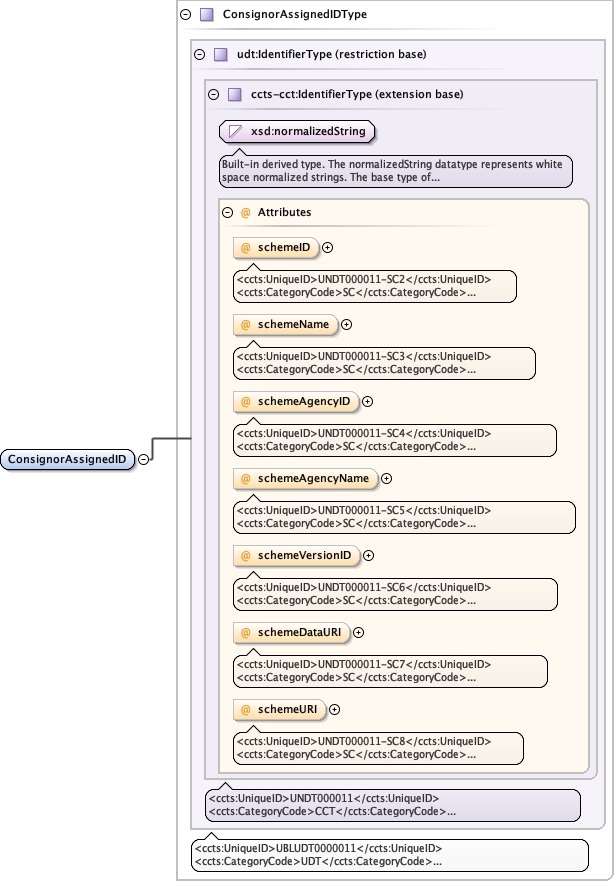 ConsignorAssignedIDType
udt:IdentifierType (restriction base)
ccts-cct:IdentifierType (extension base)
xsd:normalizedString
Built-in derived type. The normalizedString datatype represents white
space normalized strings. The base type of...
@ Attributes
@ schemeID
<ccts:UniqueID>UNDT000011-SC2</ccts:UniqueID>
<ccts:CategoryCode>SC</ccts:CategoryCode>...
@ schemeName
<ccts:UniqueID>UNDT000011-SC3</ccts:UniqueID>
<ccts:CategoryCode>SC</ccts:CategoryCode>...
@ schemeAgencyID
<ccts:UniqueID>UNDT000011-SC4</ccts:UniqueID>
<ccts:CategoryCode>SC</ccts:CategoryCode>...
ConsignorAssignedID
@ schemeAgencyName
<ccts:UniqueID>UNDT000011-SC5</ccts:UniqueID>
<ccts:CategoryCode>SC</ccts:CategoryCode>...
@ schemeVersionID
<ccts:UniqueID>UNDT000011-SC6</ccts:UniqueID>
<ccts:CategoryCode>SC</ccts:CategoryCode>...
@ schemeDataURI
<ccts:UniqueID>UNDT000011-SC7</ccts:UniqueID>
<ccts:CategoryCode>SC</ccts:CategoryCode>...
@ schemeURI
<ccts:UniqueID>UNDT000011-SC8</ccts:UniqueID>
<ccts:CategoryCode>SC</ccts:CategoryCode>...
<ccts:UniqueID>UNDT000011</ccts:UniqueID>
<ccts:CategoryCode>CCT</ccts:CategoryCode>...
<ccts:UniqueID>UBLUDT0000011</ccts:UniqueID>
<ccts:CategoryCode>UDT</ccts:CategoryCode>...